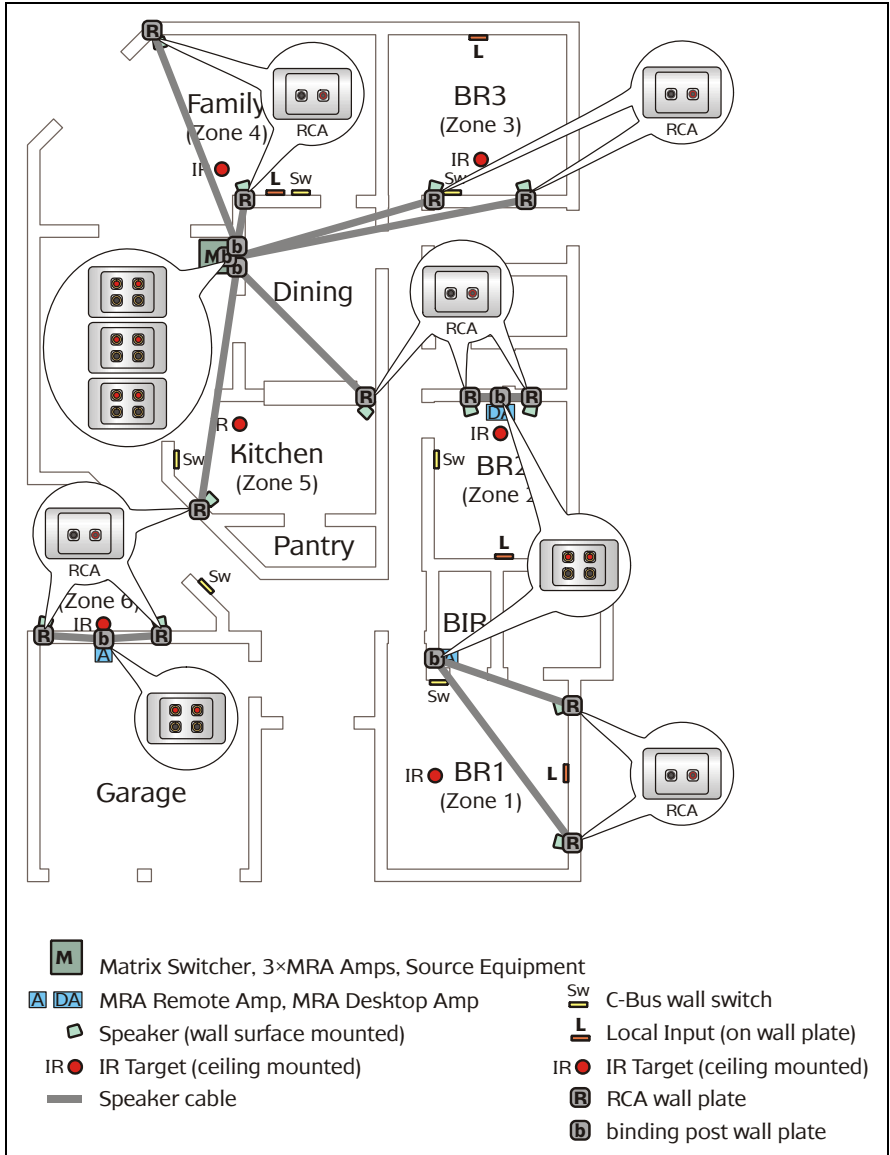 R
L
Family
(Zone 4)
RCA
BR3
(Zone 3)
RCA
IR
IR
L
Sw
Sw
R
R
R
b
M
b
b
Dining
RCA
R
R
b
R
DA
IR
R
Kitchen
(Zone 5)
Sw
Sw
BR2
(Zone 2
R
Pantry
L
RCA
Sw
(Zone 6)
IR
R
b
R
A
BIR
b
A
Sw
R
IR
BR1
(Zone 1)
L
RCA
Garage
R
M Matrix Switcher, 3×MRA Amps, Source Equipment
A DA MRA Remote Amp, MRA Desktop Amp
Sw C-Bus wall switch
Speaker (wall surface mounted)
L Local Input (on wall plate)
IR IR Target (ceiling mounted)
IR IR Target (ceiling mounted)
Speaker cable
R RCA wall plate
b binding post wall plate